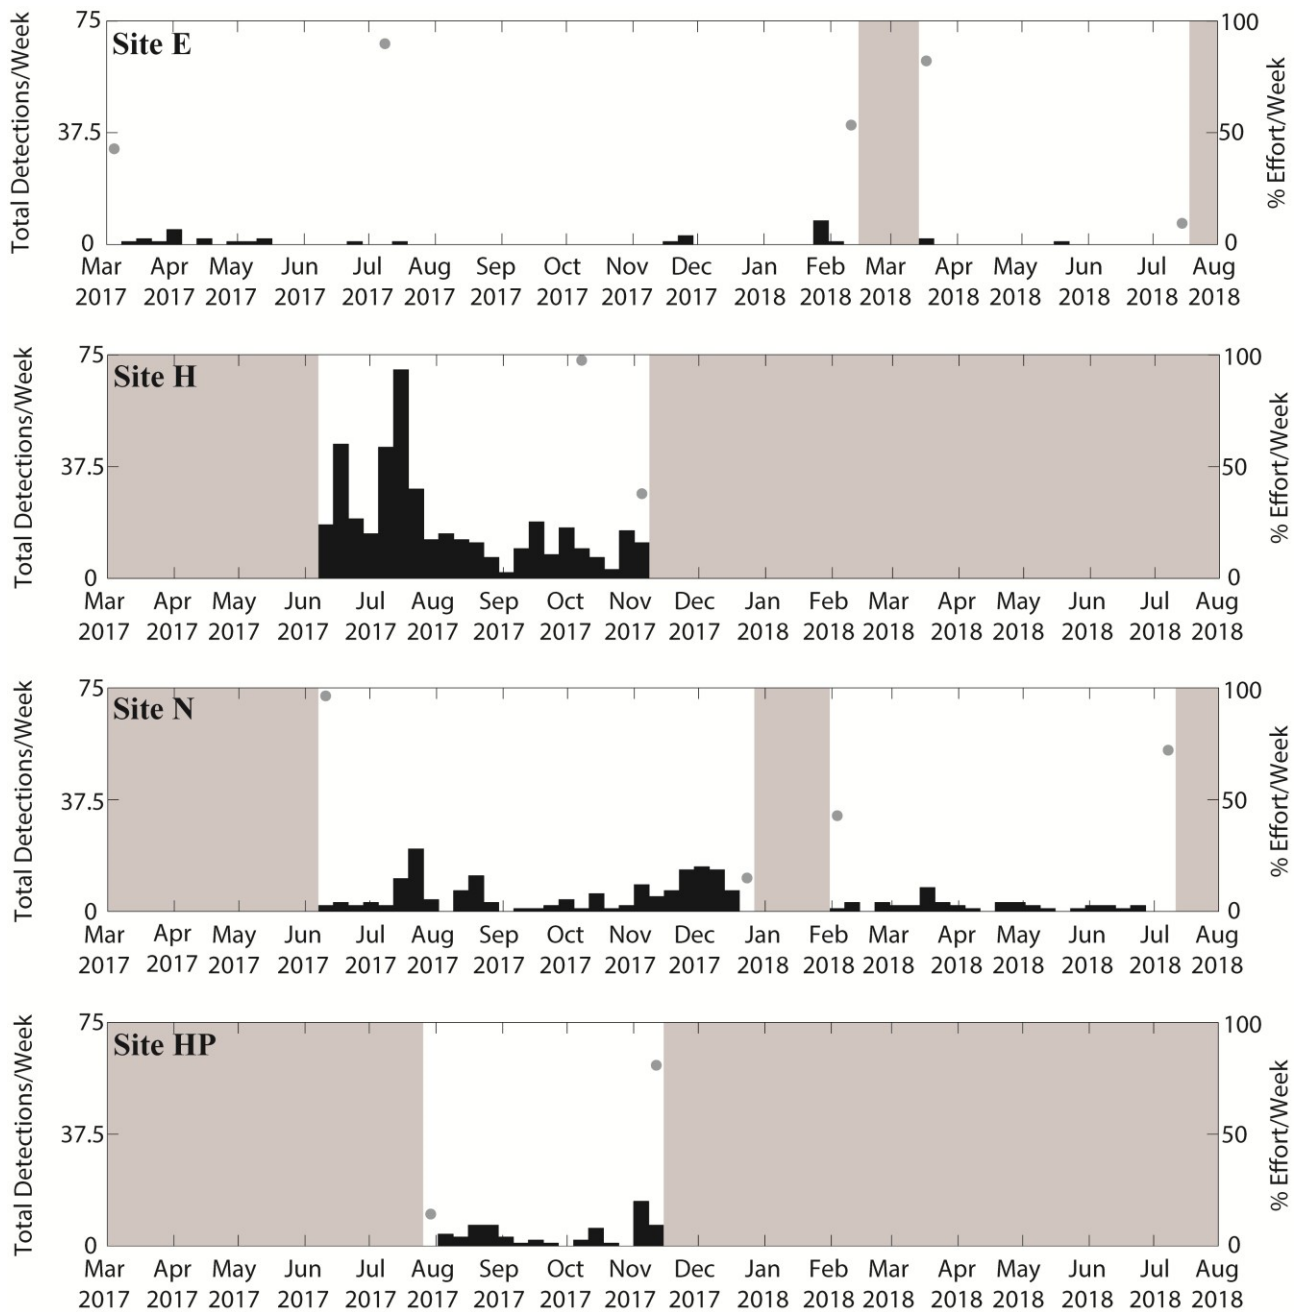 Total Detections/Week
75
37.5
0
Site E
100
50
0
% Effort/Week
Mar Apr May Jun Jul Aug Sep Oct Nov Dec Jan Feb Mar Apr May Jun Jul Aug
2017 2017 2017 2017 2017 2017 2017 2017 2017 2017 2018 2018 2018 2018 2018 2018 2018 2018
Total Detections/Week
75
37.5
0
Site H
100
50
0
% Effort/Week
Mar Apr May Jun Jul Aug Sep Oct Nov Dec Jan Feb Mar Apr May Jun Jul Aug
2017 2017 2017 2017 2017 2017 2017 2017 2017 2017 2018 2018 2018 2018 2018 2018 2018 2018
Total Detections/Week
75
37.5
0
Site N
100
50
0
% Effort/Week
Mar Apr May Jun Jul Aug Sep Oct Nov Dec Jan Feb Mar Apr May Jun Jul Aug
2017 2017 2017 2017 2017 2017 2017 2017 2017 2017 2018 2018 2018 2018 2018 2018 2018 2018
Total Detections/Week
75
37.5
0
Site HP
100
50
0
% Effort/Week
Mar Apr May Jun Jul Aug Sep Oct Nov Dec Jan Feb Mar Apr May Jun Jul Aug
2017 2017 2017 2017 2017 2017 2017 2017 2017 2017 2018 2018 2018 2018 2018 2018 2018 2018